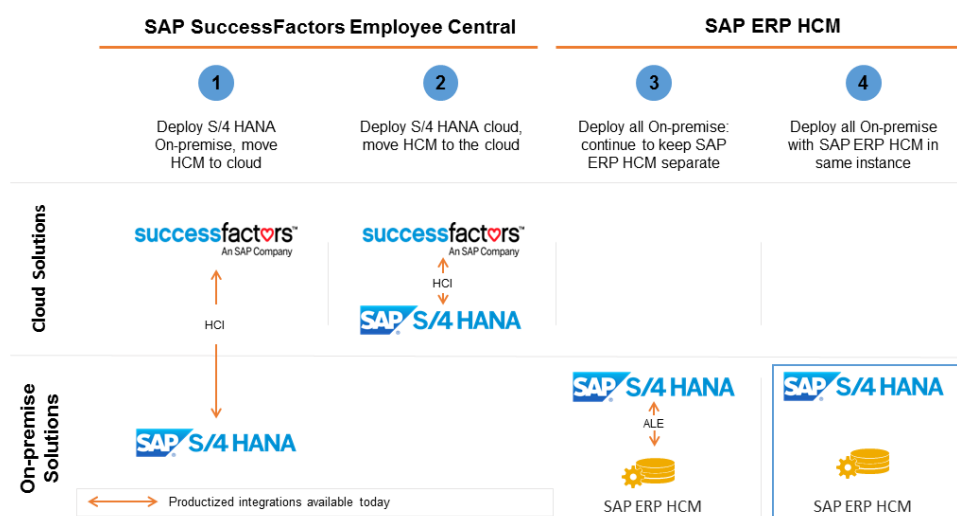 SAP SuccessFactors Employee Central
SAP ERP HCM
1
2
3
4
Deploy S/4 HANA
On-premise, move
HCM to cloud
Deploy S/4 HANA cloud,
move HCM to the cloud
Deploy all On-premise:
continue to keep SAP
ERP HCM separate
Deploy all On-premise
with SAP ERP HCM in
same instance
Cloud Solutions
successfactors™
An SAP Company
HCI
successfactors™
An SAP Company
HCI
SAP S/4 HANA
On-premise
Solutions
SAP S/4 HANA
SAP S/4 HANA
ALE
SAP ERP HCM
SAP S/4 HANA
SAP ERP HCM
Productized integrations available today